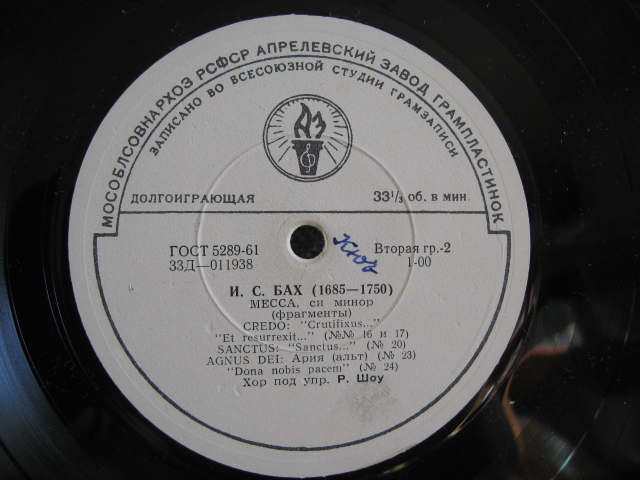 МОСОБЛСОВНАРХОЗ РСФСР АПРЕЛЕВСКИЙ ЗАВОД ГРАМПЛАСТИНОК
ЗАПИСАНО ВО ВСЕСОЮЗНОЙ СТУДИИ ГРАМЗАПИСИ
АЗ
ДОЛГОИГРАЮЩАЯ 33⅓ об. в мин.
ГОСТ 5289-61 Вторая гр.-2
33Д—011938 1-00
И. С. БАХ (1685—1750)
МЕССА, си минор
(фрагменты)
CREDO: "Crutifixus..."
"Et resurrexit..." (№№ 16 и 17)
SANCTUS: "Sanctus..." (№ 20)
AGNUS DEI: Ария (альт) (№ 23)
"Dona nobis pacem" (№ 24)
Хор под упр. Р. Шоу